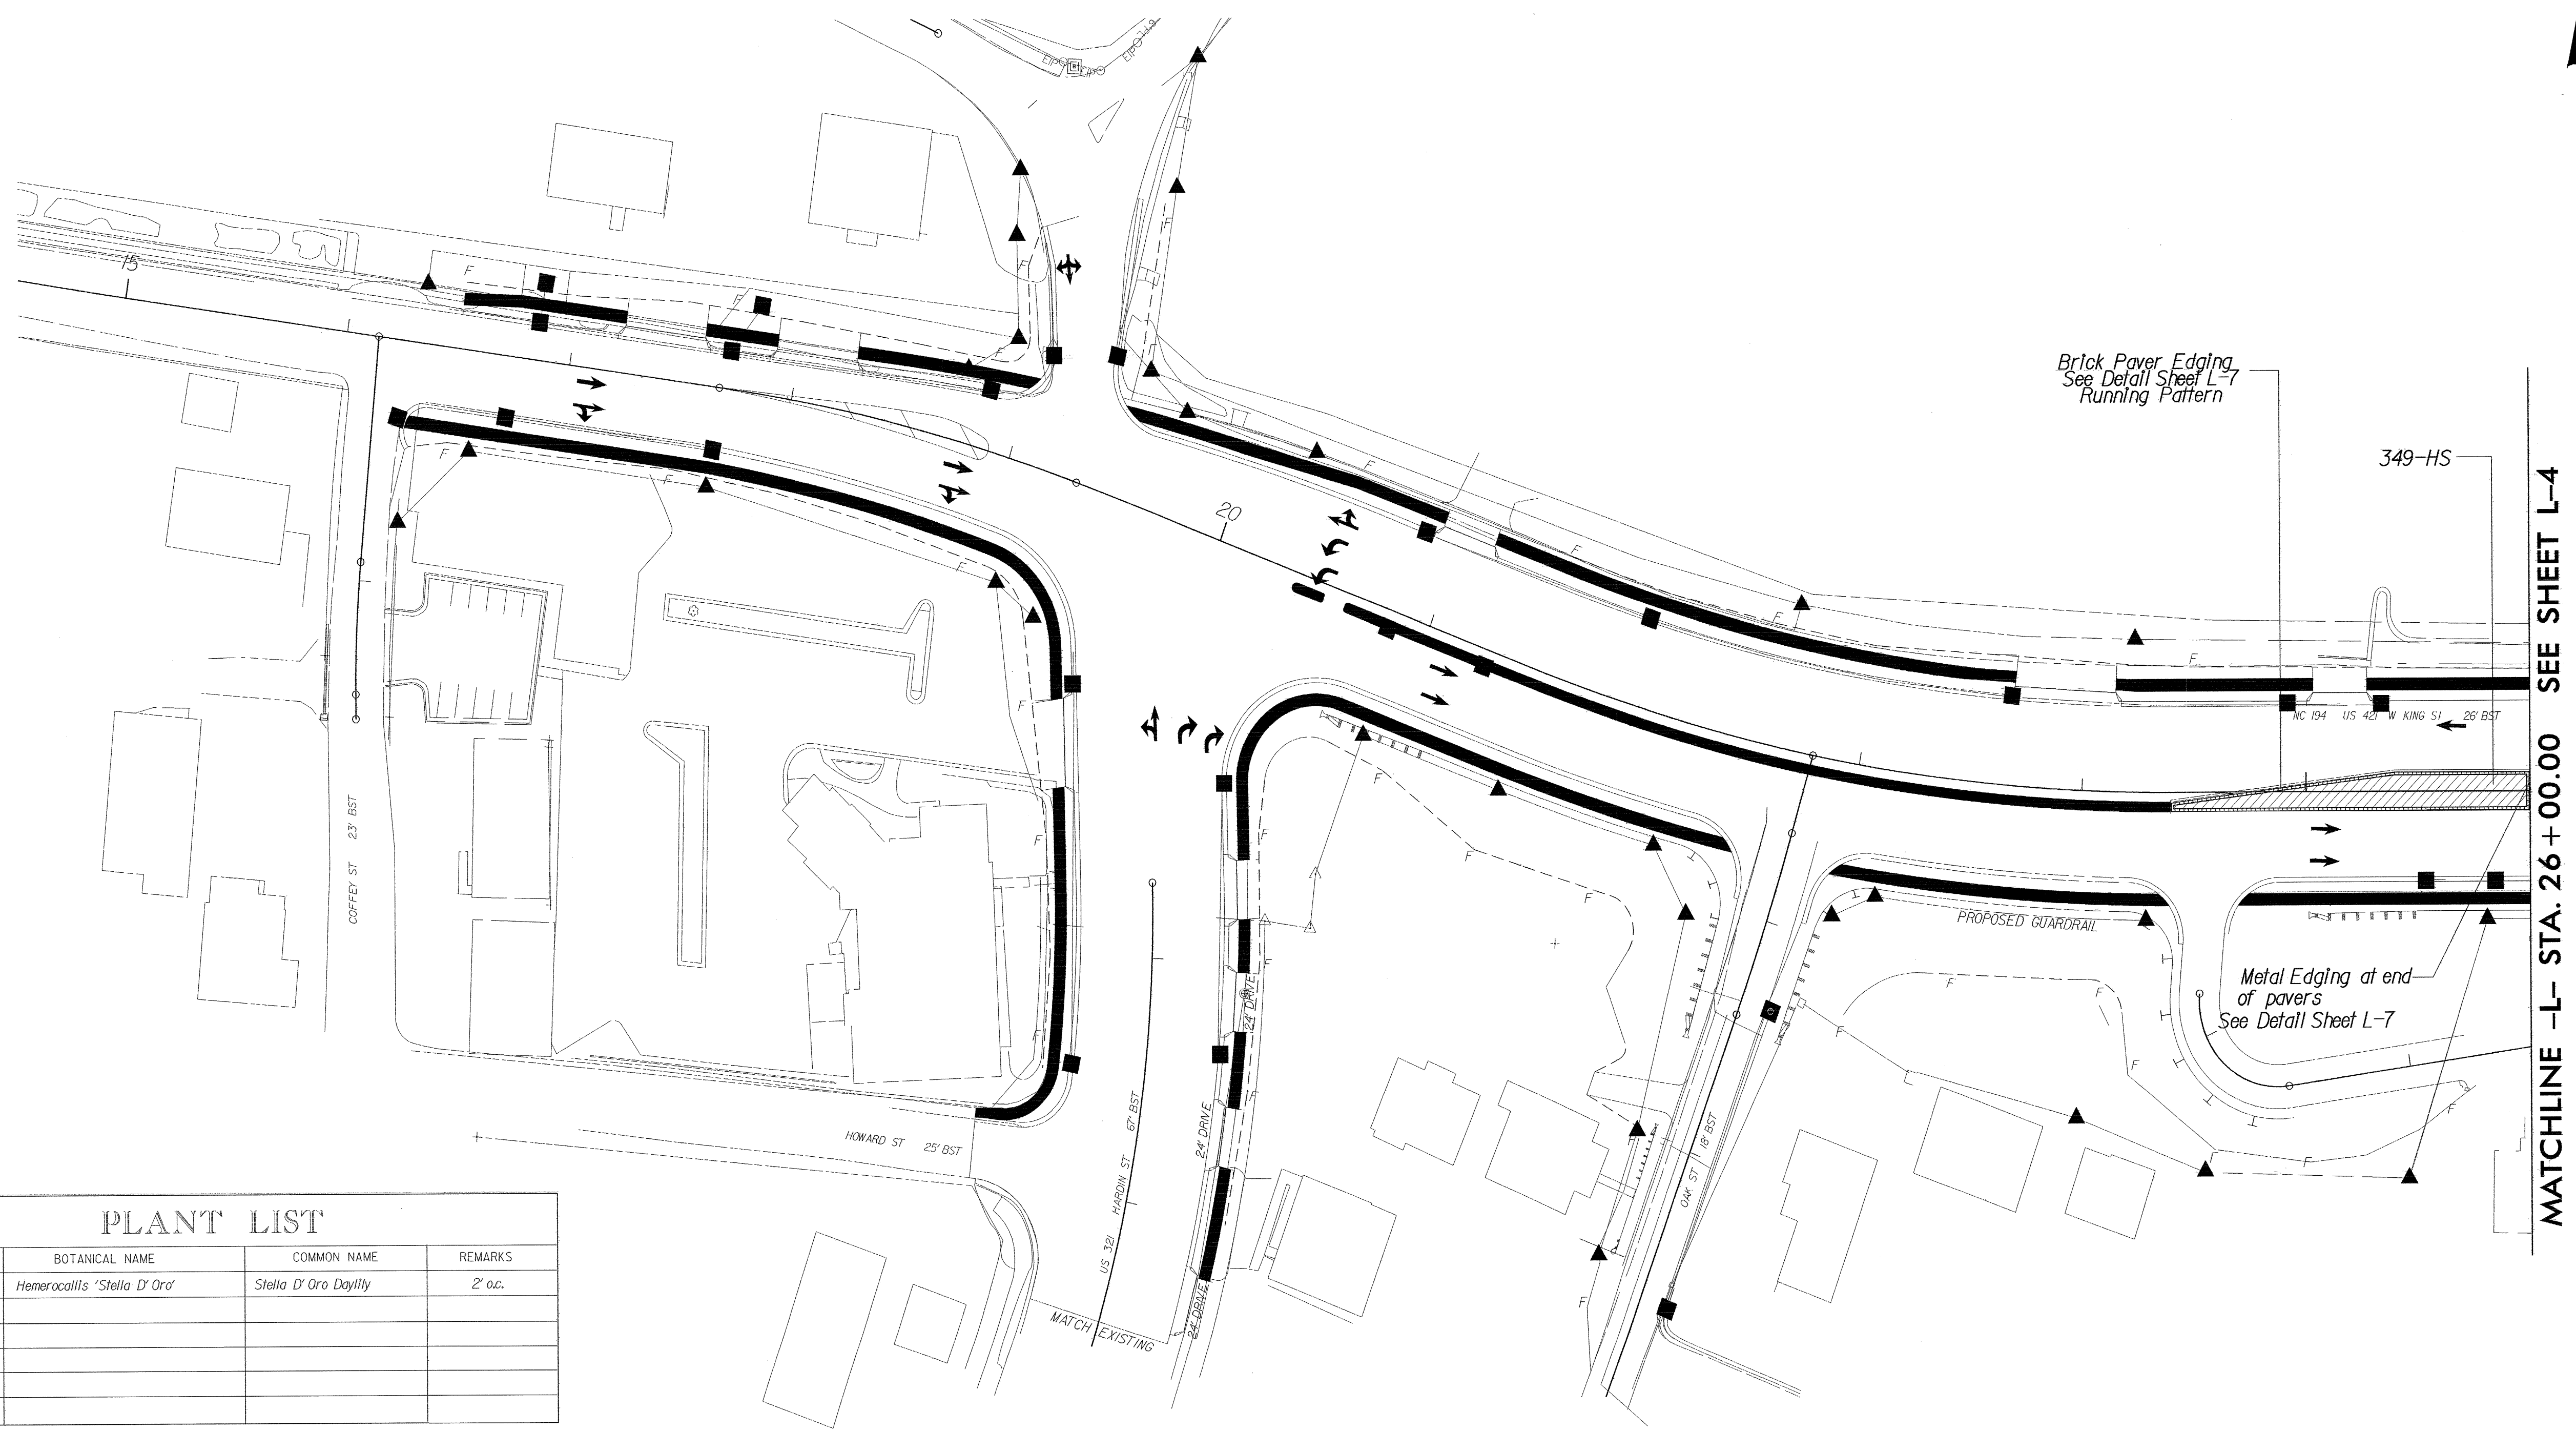 EIP
EIP
EIP
15
F
F
F
F
F
F
F
Brick Paver Edging
See Detail Sheet L-7
Running Pattern
349-HS
F
F
F
20
F
F
F
F
F
NC 194 US 421 W KING ST 26' BST
F
F
F
F
F
F
F
PROPOSED GUARDRAIL
COFFEY ST 23' BST
F
F
24' DRIVE
F
F
F
Metal Edging at end
of pavers
See Detail Sheet L-7
F
F
F
F
F
HOWARD ST 25' BST
US 321 HARDIN ST 67' BST
24' DRIVE
OAK ST 18' BST
F
24' DRIVE
MATCH EXISTING
MATCHLINE -L- STA. 26+00.00 SEE SHEET L-4
PLANT LIST
BOTANICAL NAME COMMON NAME REMARKS
Hemerocallis 'Stella D' Oro' Stella D' Oro Daylily 2' o.c.